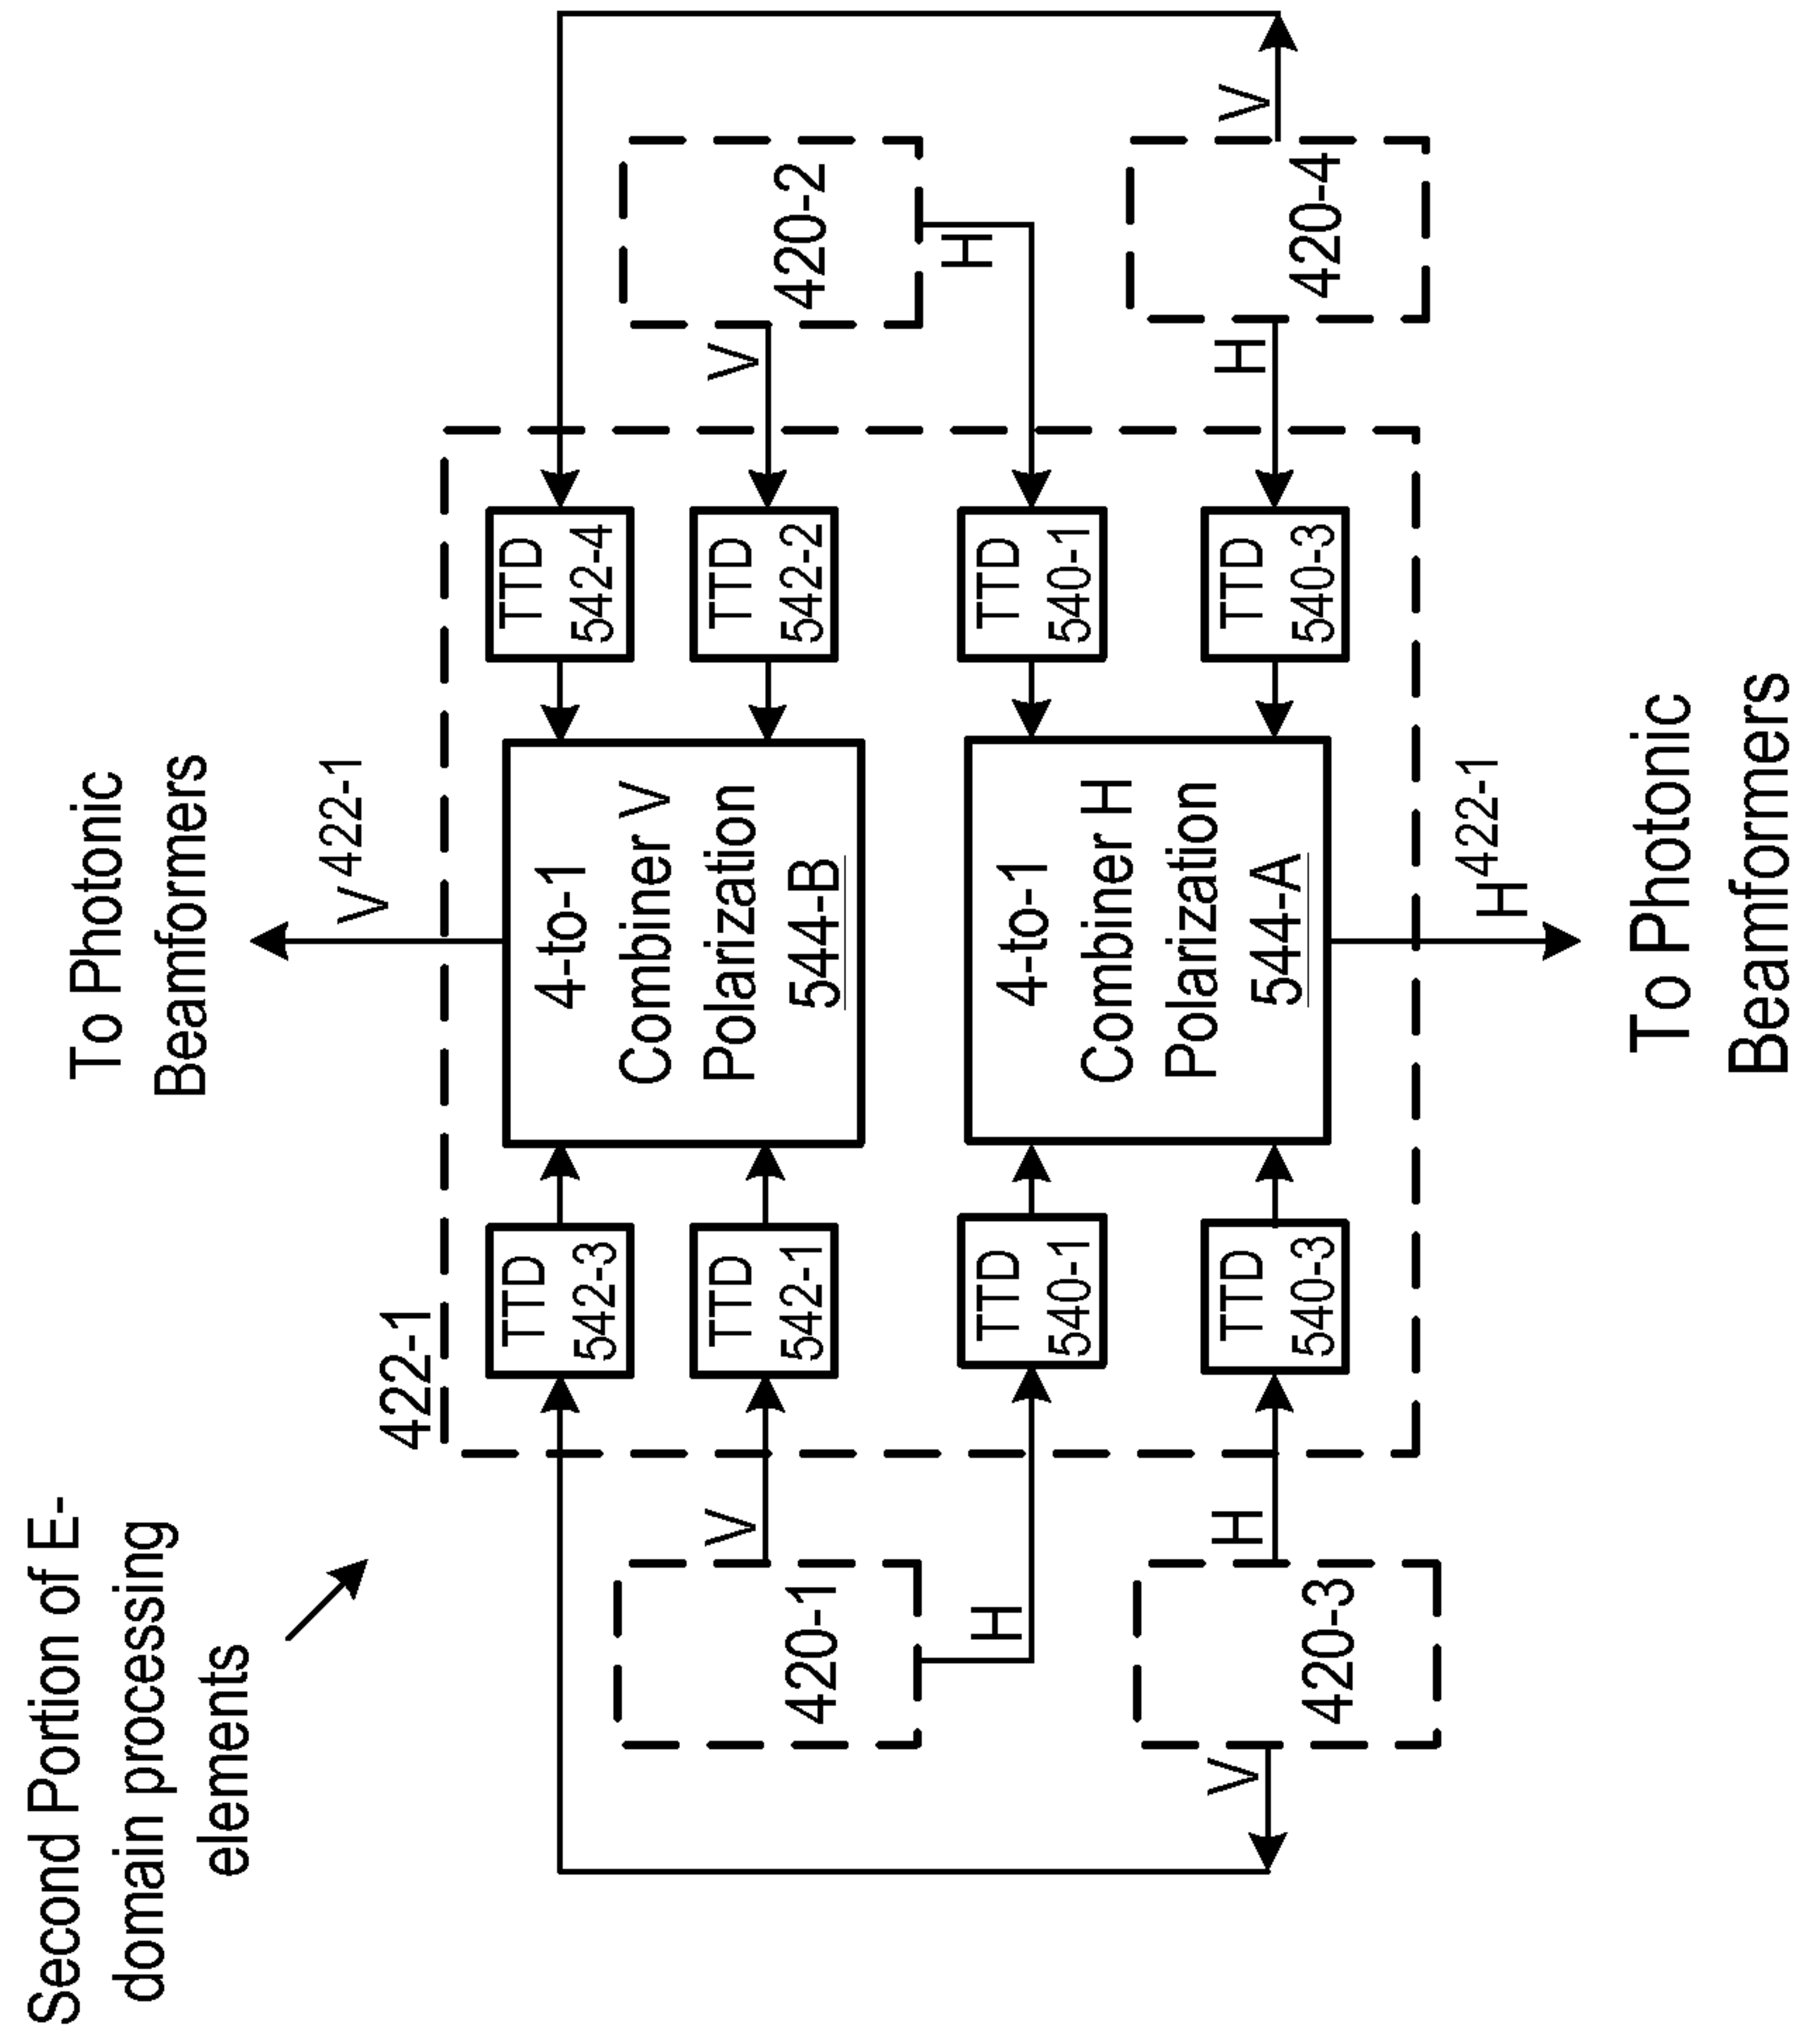 Second Portion of E-
domain processing
elements
To Photonic
Beamformers
V422-1
422-1
TTD
542-3
TTD
542-4
4-to-1
Combiner V
Polarization
544-B
TTD
542-1
TTD
542-2
420-1
V
V
420-2
H
H
TTD
540-1
TTD
540-1
4-to-1
Combiner H
Polarization
544-A
TTD
540-3
TTD
540-3
420-3
H
V
H
V
420-4
H422-1
To Photonic
Beamformers